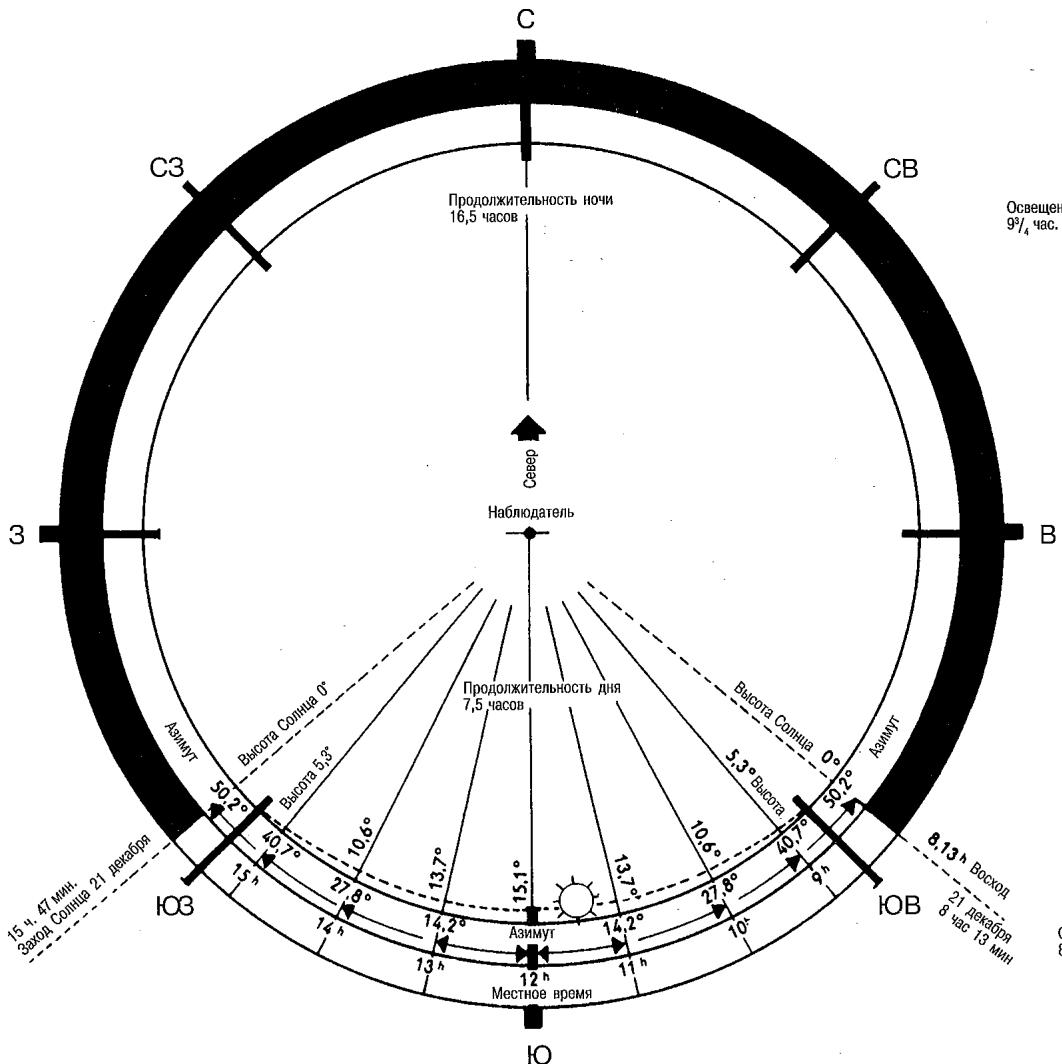 С
СЗ
СВ
Продолжительность ночи
16,5 часов
Освещен
9³/₄ час.
Север
Наблюдатель
З
В
Продолжительность дня
7,5 часов
Азимут
Высота Солнца 0°
Высота 5,3°
Высота Солнца 0°
5,3° Высота
Азимут
50,2°
40,7°
27,8°
14,2°
10,6°
13,7°
15,1°
13,7°
10,6°
14,2°
27,8°
40,7°
50,2°
Азимут
15 h
14 h
13 h
12 h
11 h
10
9 h
Местное время
15 ч. 47 мин.
Заход Солнца 21 декабря
8,13 h Восход
21 декабря
8 час 13 мин
ЮЗ
ЮВ
Ю